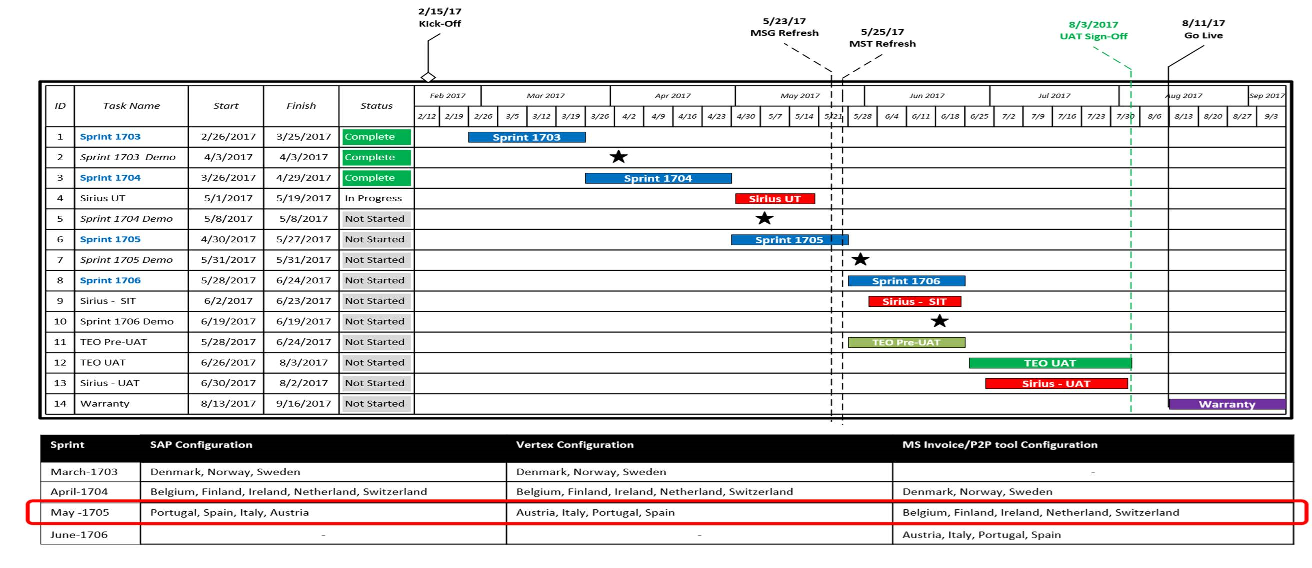 2/15/17
Kick-Off
5/23/17
MSG Refresh
5/25/17
MST Refresh
8/3/2017
UAT Sign-Off
8/11/17
Go Live
ID Task Name Start Finish Status Feb 2017 Mar 2017 Apr 2017 May 2017 Jun 2017 Jul 2017 Aug 2017 Sep 2017
2/12 2/19 2/26 3/5 3/12 3/19 3/26 4/2 4/9 4/16 4/23 4/30 5/7 5/14 5/21 5/28 6/4 6/11 6/18 6/25 7/2 7/9 7/16 7/23 7/30 8/6 8/13 8/20 8/27 9/3
1 Sprint 1703 2/26/2017 3/25/2017 Complete Sprint 1703
2 Sprint 1703 Demo 4/3/2017 4/3/2017 Complete
3 Sprint 1704 3/26/2017 4/29/2017 Complete Sprint 1704
4 Sirius UT 5/1/2017 5/19/2017 In Progress Sirius UT
5 Sprint 1704 Demo 5/8/2017 5/8/2017 Not Started
6 Sprint 1705 4/30/2017 5/27/2017 Not Started Sprint 1705
7 Sprint 1705 Demo 5/31/2017 5/31/2017 Not Started
8 Sprint 1706 5/28/2017 6/24/2017 Not Started Sprint 1706
9 Sirius - SIT 6/2/2017 6/23/2017 Not Started Sirius - SIT
10 Sprint 1706 Demo 6/19/2017 6/19/2017 Not Started
11 TEO Pre-UAT 5/28/2017 6/24/2017 Not Started TEO Pre-UAT
12 TEO UAT 6/26/2017 8/3/2017 Not Started TEO UAT
13 Sirius - UAT 6/30/2017 8/2/2017 Not Started Sirius - UAT
14 Warranty 8/13/2017 9/16/2017 Not Started Warranty
Sprint SAP Configuration Vertex Configuration MS Invoice/P2P tool Configuration
March-1703 Denmark, Norway, Sweden Denmark, Norway, Sweden -
April-1704 Belgium, Finland, Ireland, Netherland, Switzerland Belgium, Finland, Ireland, Netherland, Switzerland Denmark, Norway, Sweden
May -1705 Portugal, Spain, Italy, Austria Austria, Italy, Portugal, Spain Belgium, Finland, Ireland, Netherland, Switzerland
June-1706 - - Austria, Italy, Portugal, Spain